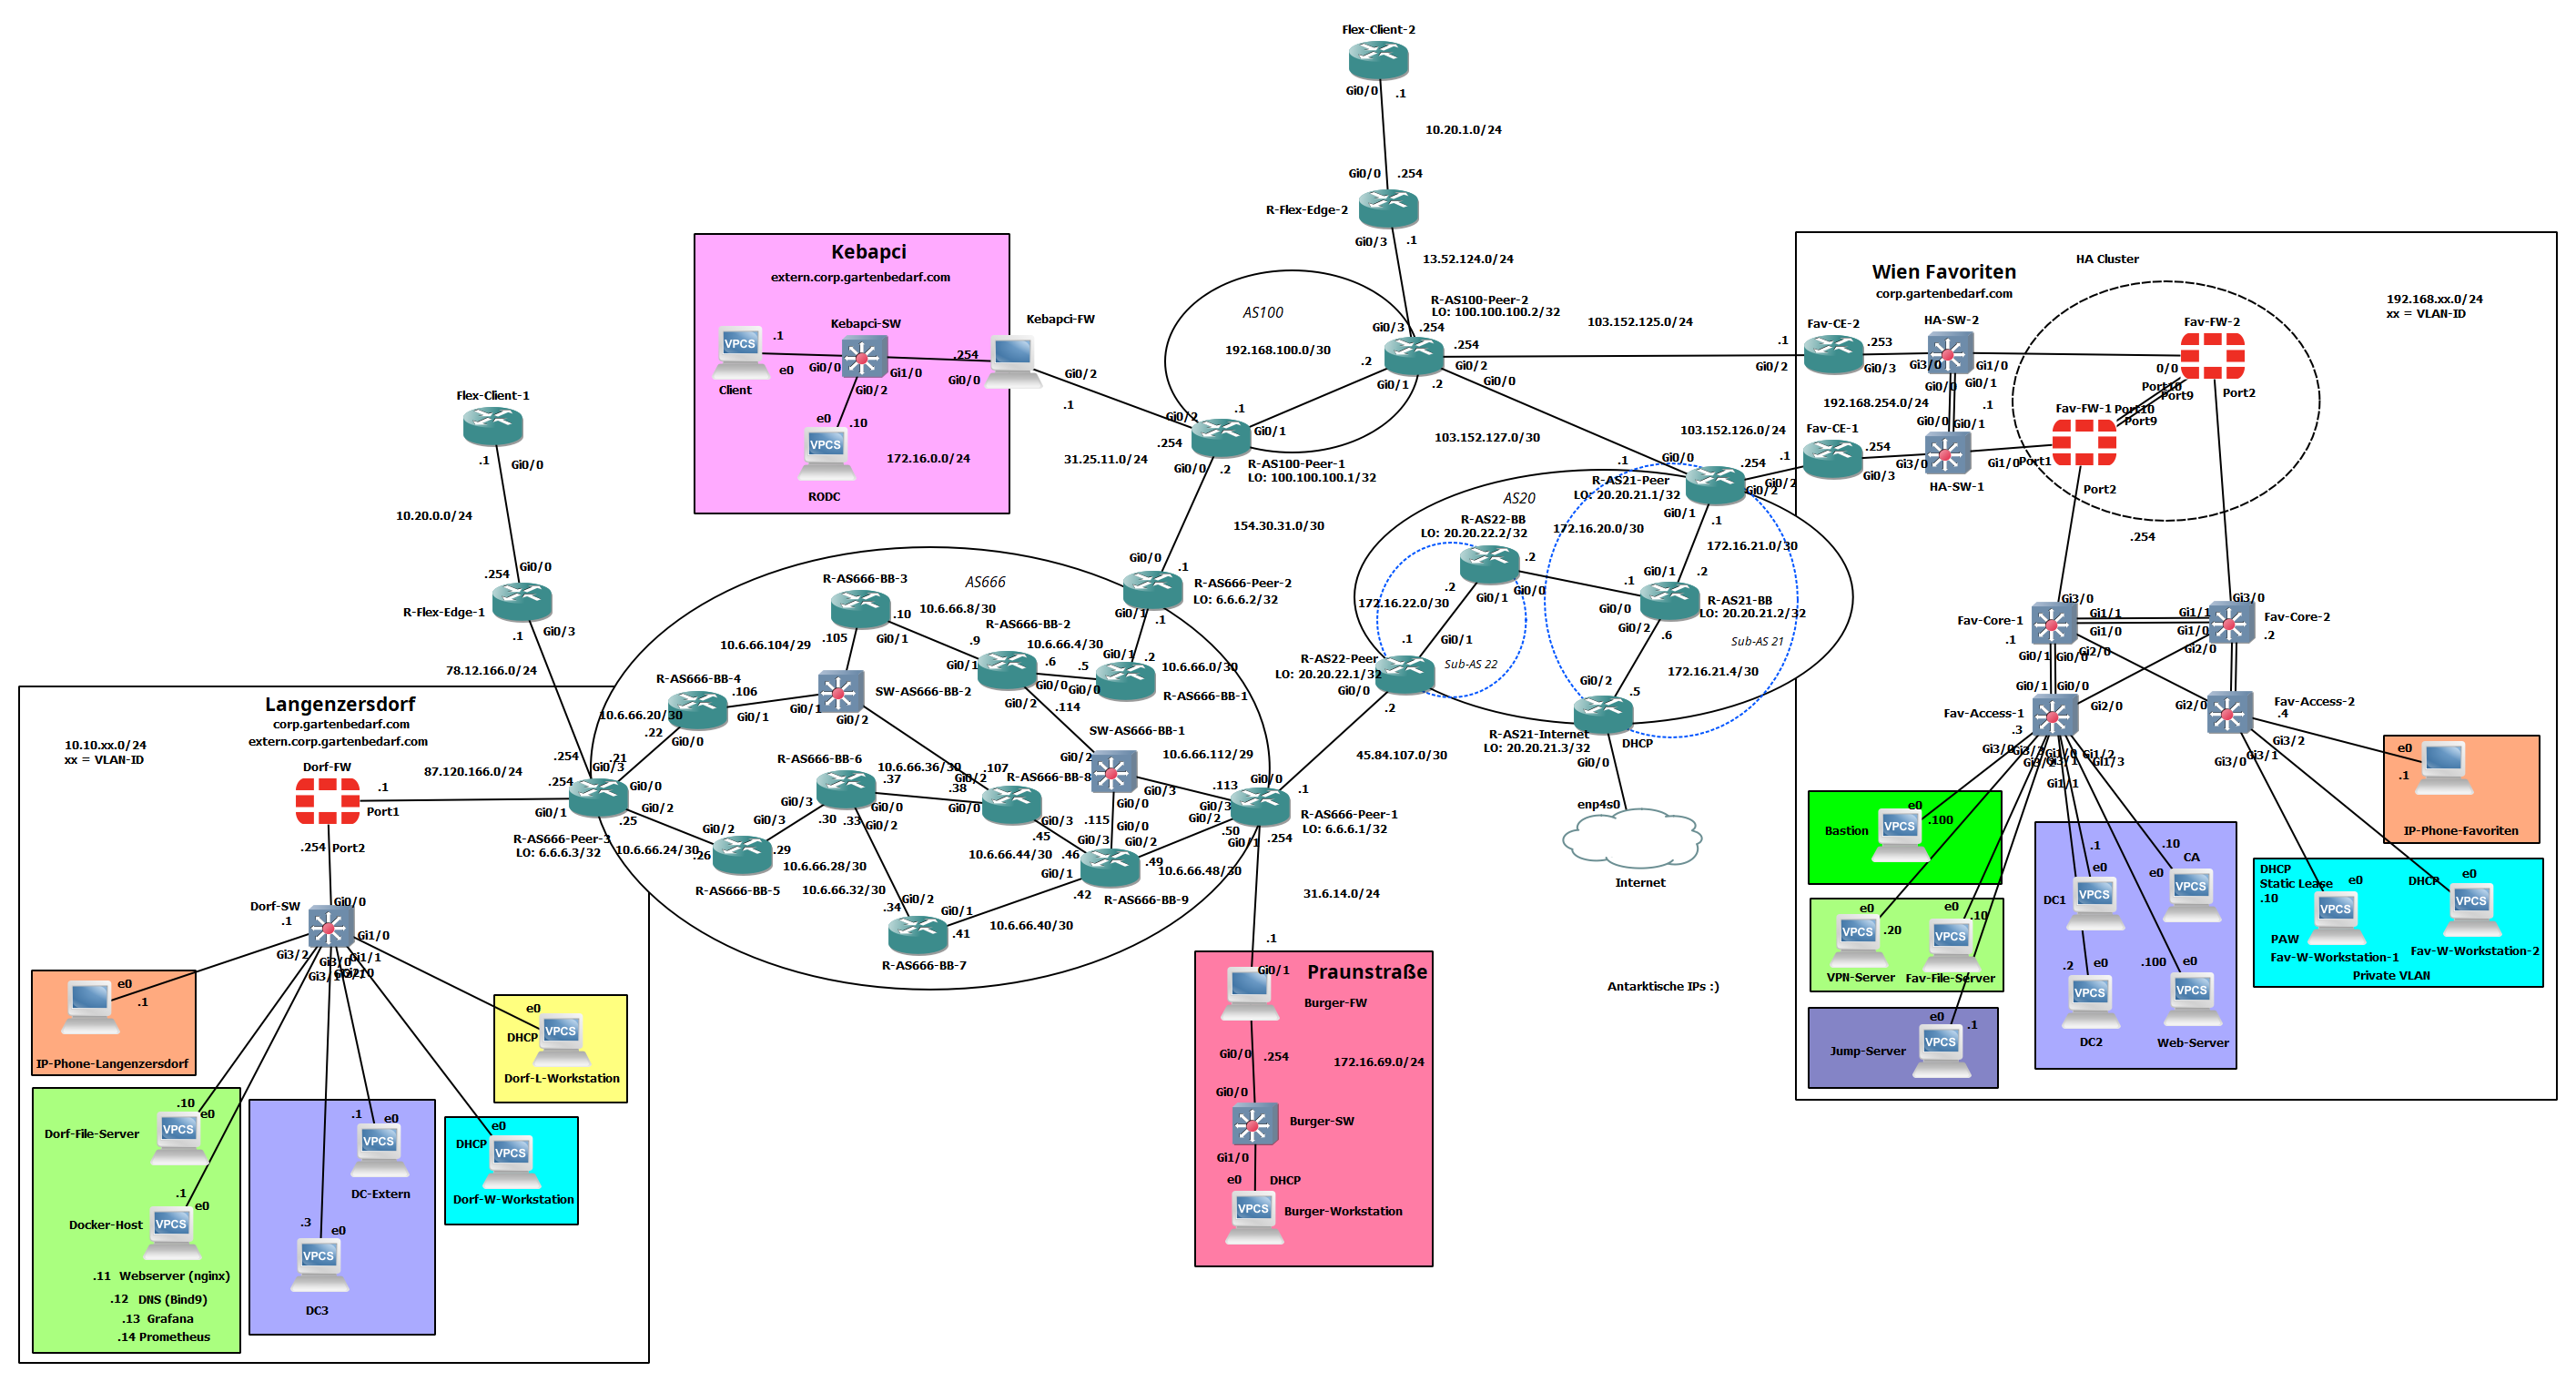 Flex-Client-2
Gi0/0
.1
10.20.1.0/24
Gi0/0
.254
R-Flex-Edge-2
Gi0/3
.1
13.52.124.0/24
Kebapci
extern.corp.gartenbedarf.com
Kebapci-SW
Kebapci-FW
VPCS
.1
e0
Client
Gi0/0
Gi1/0
Gi0/2
.254
Gi0/0
e0
.10
VPCS
RODC
172.16.0.0/24
Gi0/2
.1
31.25.11.0/24
AS100
192.168.100.0/30
R-AS100-Peer-2
LO: 100.100.100.2/32
Gi0/3
.254
.254
Gi0/2
.2
Gi0/1
.2
Gi0/0
.1
Gi0/2
Gi0/1
.254
Gi0/0
.2
R-AS100-Peer-1
LO: 100.100.100.1/32
103.152.125.0/24
103.152.127.0/30
103.152.126.0/24
154.30.31.0/30
Wien Favoriten
corp.gartenbedarf.com
HA Cluster
192.168.xx.0/24
xx = VLAN-ID
Fav-CE-2
.1
Gi0/2
.253
Gi0/3
HA-SW-2
Gi3/0
Gi1/0
Gi0/0
Gi0/1
192.168.254.0/24
.1
Gi0/0
Gi0/1
Fav-CE-1
.1
Gi0/2
.254
Gi0/3
Gi3/0
Gi1/0
HA-SW-1
Fav-FW-2
0/0
Port10
Port9
Port2
Fav-FW-1
Port10
Port9
Port1
Port2
.254
Flex-Client-1
.1
Gi0/0
10.20.0.0/24
.254
Gi0/0
R-Flex-Edge-1
.1
Gi0/3
78.12.166.0/24
AS666
R-AS666-BB-3
.10
10.6.66.8/30
.105
Gi0/1
10.6.66.104/29
R-AS666-BB-2
.9
Gi0/1
10.6.66.4/30
.6
Gi0/0
Gi0/2
.114
.5
Gi0/0
Gi0/1
.2
10.6.66.0/30
R-AS666-BB-1
Gi0/0
.1
R-AS666-Peer-2
LO: 6.6.6.2/32
Gi0/1
.1
R-AS666-BB-4
.106
Gi0/1
10.6.66.20/30
.22
Gi0/0
SW-AS666-BB-2
Gi0/1
Gi0/2
SW-AS666-BB-1
10.6.66.112/29
Gi0/2
Gi0/3
Gi0/0
.113
.115
R-AS666-BB-6
10.6.66.36/30
.37
Gi0/3
Gi0/0
.30
.33
Gi0/2
.107
Gi0/2
R-AS666-BB-8
.38
Gi0/0
Gi0/3
.45
10.6.66.44/30
.46
Gi0/0
Gi0/3
Gi0/2
.49
Gi0/1
.42
10.6.66.48/30
R-AS666-BB-9
Gi0/0
.1
Gi0/3
Gi0/2
.50
Gi0/1
.254
R-AS666-Peer-1
LO: 6.6.6.1/32
.254
.21
Gi0/3
.254
Gi0/0
Gi0/1
Gi0/2
.25
R-AS666-Peer-3
LO: 6.6.6.3/32
10.6.66.24/30
.26
Gi0/2
Gi0/3
.29
R-AS666-BB-5
10.6.66.28/30
10.6.66.32/30
.34
Gi0/2
Gi0/1
.41
10.6.66.40/30
R-AS666-BB-7
AS20
R-AS22-BB
LO: 20.20.22.2/32
.2
.2
Gi0/1
Gi0/0
172.16.22.0/30
172.16.20.0/30
.1
Gi0/1
Sub-AS 22
R-AS22-Peer
LO: 20.20.22.1/32
Gi0/0
.2
45.84.107.0/30
R-AS21-Peer
LO: 20.20.21.1/32
.1
Gi0/0
.254
Gi0/2
Gi0/1
.1
172.16.21.0/30
Gi0/1
.2
.1
Gi0/0
Gi0/2
.6
R-AS21-BB
LO: 20.20.21.2/32
Sub-AS 21
172.16.21.4/30
Gi0/2
.5
R-AS21-Internet
LO: 20.20.21.3/32
DHCP
Gi0/0
enp4s0
Internet
Antarktische IPs :)
31.6.14.0/24
.1
Gi0/1
Praunstraße
Burger-FW
Gi0/0
.254
172.16.69.0/24
Gi0/0
Burger-SW
Gi1/0
e0
DHCP
VPCS
Burger-Workstation
Langenzersdorf
corp.gartenbedarf.com
extern.corp.gartenbedarf.com
10.10.xx.0/24
xx = VLAN-ID
Dorf-FW
.1
Port1
87.120.166.0/24
.254
Port2
Dorf-SW
.1
Gi0/0
Gi1/0
Gi3/2
Gi3/0
Gi1/1
Gi3/1
Gi2/0
e0
.1
IP-Phone-Langenzersdorf
.10
e0
VPCS
Dorf-File-Server
.1
e0
VPCS
Docker-Host
.11 Webserver (nginx)
.12 DNS (Bind9)
.13 Grafana
.14 Prometheus
.1
e0
VPCS
DC-Extern
.3
e0
VPCS
DC3
e0
DHCP
VPCS
Dorf-L-Workstation
e0
DHCP
VPCS
Dorf-W-Workstation
Fav-Core-1
.1
Gi3/0
Gi1/1
Gi1/0
Gi2/0
Gi0/1
Gi0/0
Gi3/0
Gi1/1
Gi1/0
Gi2/0
Fav-Core-2
.2
Gi0/1
Gi0/0
Gi2/0
Fav-Access-1
.3
Gi3/0
Gi1/0
Gi1/2
Gi3/1
Gi1/3
Gi1/1
Fav-Access-2
.4
Gi2/0
Gi3/2
Gi3/1
Gi3/0
e0
.1
IP-Phone-Favoriten
Bastion
e0
.100
VPCS
e0
.20
VPCS
VPN-Server
e0
.10
VPCS
Fav-File-Server
Jump-Server
e0
.1
VPCS
.1
e0
DC1
VPCS
.10
CA
e0
VPCS
.2
e0
VPCS
DC2
.100
e0
VPCS
Web-Server
DHCP
Static Lease
.10
e0
VPCS
PAW
Fav-W-Workstation-1
DHCP
e0
VPCS
Fav-W-Workstation-2
Private VLAN